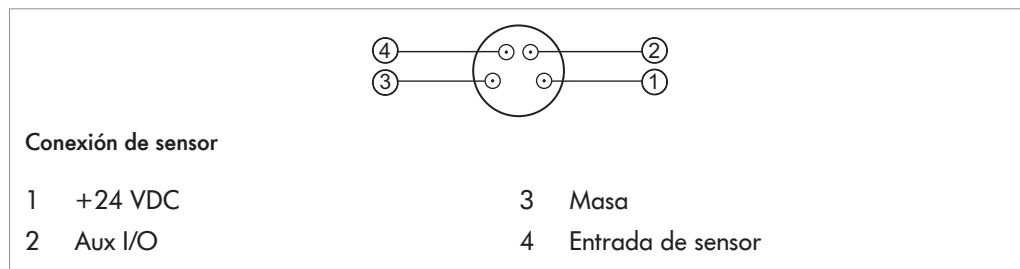 4 2
3 1
Conexión de sensor
1 +24 VDC 3 Masa
2 Aux I/O 4 Entrada de sensor